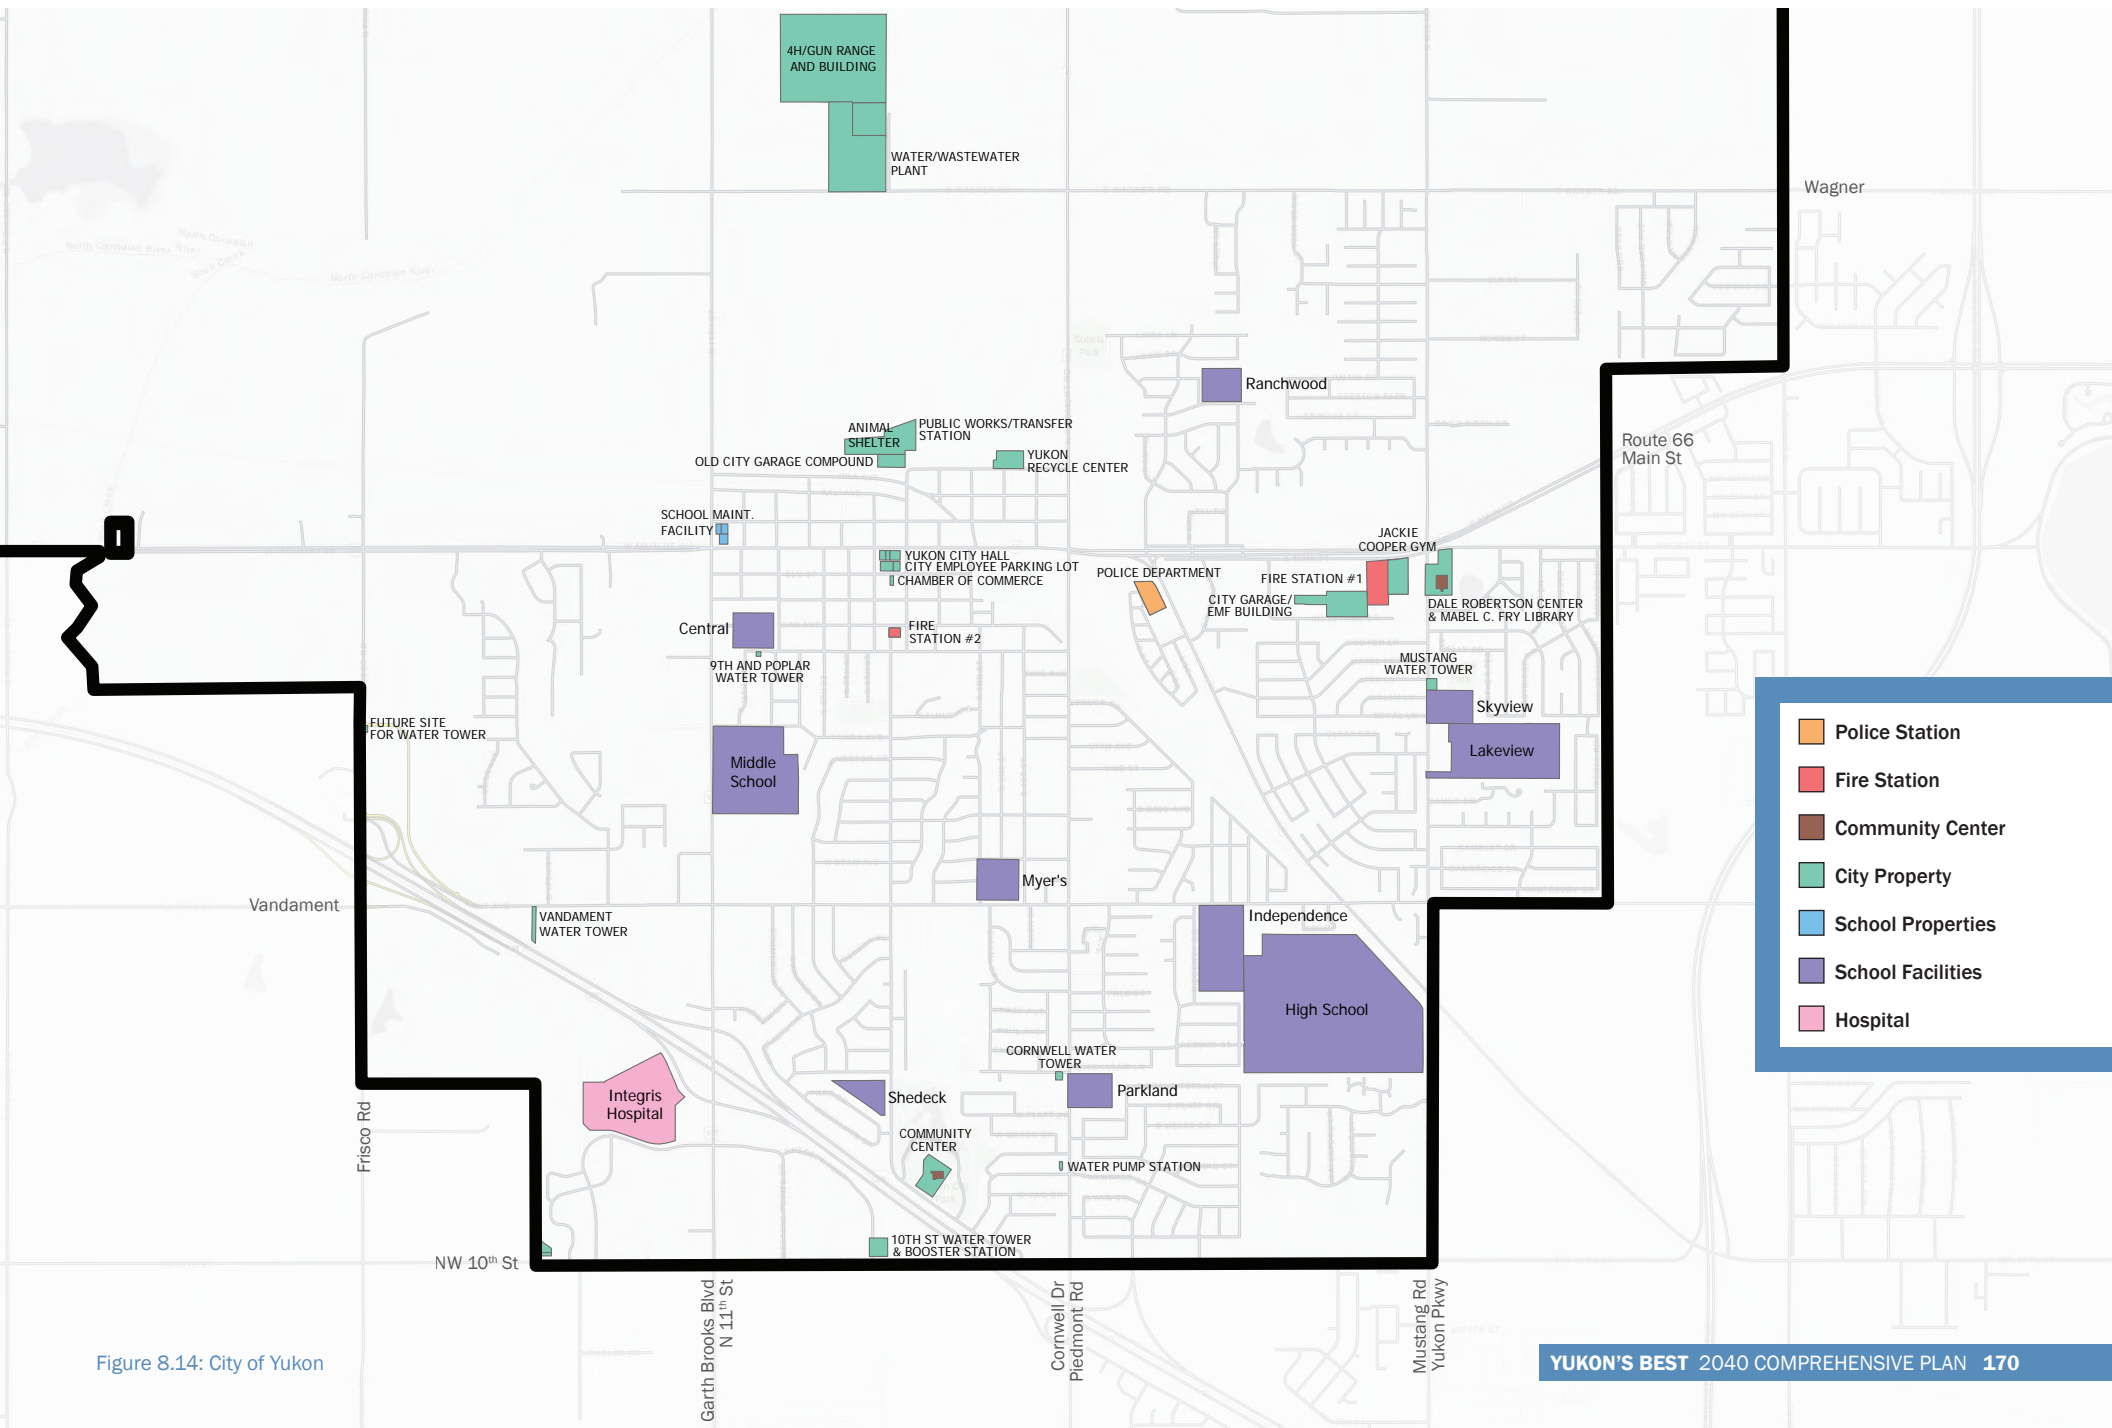 4H/GUN RANGE
AND BUILDING
WATER/WASTEWATER
PLANT
Wagner
North Canadian River
Ranchwood
ANIMAL
SHELTER
PUBLIC WORKS/TRANSFER
STATION
OLD CITY GARAGE COMPOUND
YUKON
RECYCLE CENTER
Route 66
Main St
SCHOOL MAINT.
FACILITY
JACKIE
COOPER GYM
YUKON CITY HALL
CITY EMPLOYEE PARKING LOT
CHAMBER OF COMMERCE
POLICE DEPARTMENT
FIRE STATION #1
CITY GARAGE/
EMF BUILDING
DALE ROBERTSON CENTER
& MABEL C. FRY LIBRARY
Central
FIRE
STATION #2
9TH AND POPLAR
WATER TOWER
MUSTANG
WATER TOWER
Skyview
FUTURE SITE
FOR WATER TOWER
Lakeview
Middle
School
Police Station
Fire Station
Community Center
City Property
School Properties
School Facilities
Hospital
Myer's
Vandament
VANDAMENT
WATER TOWER
Independence
High School
CORNWELL WATER
TOWER
Parkland
Integris
Hospital
Shedeck
COMMUNITY
CENTER
WATER PUMP STATION
Frisco Rd
10TH ST WATER TOWER
& BOOSTER STATION
NW 10th St
Garth Brooks Blvd
N 11th St
Cornwell Dr
Piedmont Rd
Mustang Rd
Yukon Pkwy
Figure 8.14: City of Yukon
YUKON'S BEST 2040 COMPREHENSIVE PLAN 170